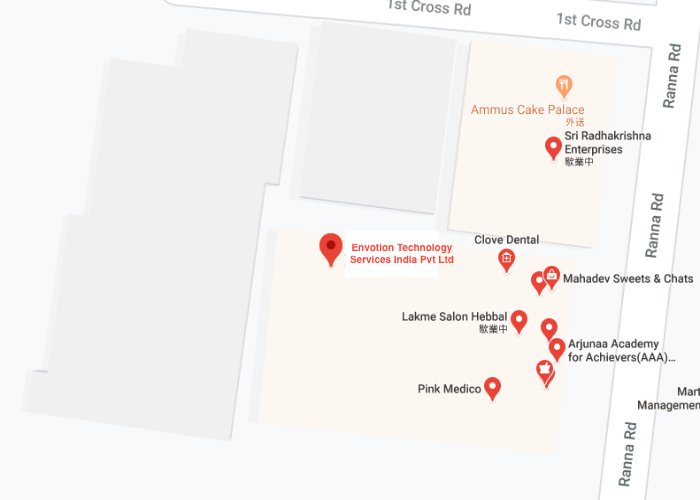 1st Cross Rd
1st Cross Rd
Ranna Rd
Ammus Cake Palace
外送
Sri Radhakrishna
Enterprises
歇業中
Ranna Rd
Clove Dental
Envotion Technology
Services India Pvt Ltd
Mahadev Sweets & Chats
Lakme Salon Hebbal
歇業中
Arjunaa Academy
for Achievers(AAA)...
Pink Medico
Mart
Managemen
Ranna Rd